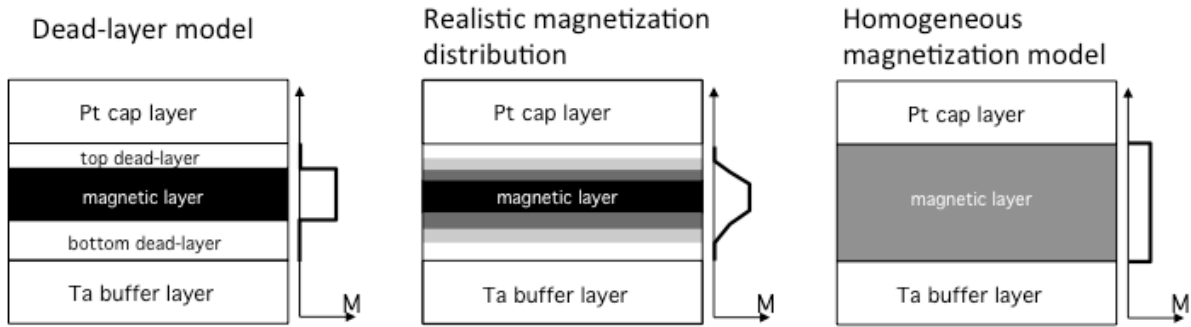 Dead-layer model
Pt cap layer
top dead-layer
magnetic layer
bottom dead-layer
Ta buffer layer
M
Realistic magnetization
distribution
Pt cap layer
magnetic layer
Ta buffer layer
M
Homogeneous
magnetization model
Pt cap layer
magnetic layer
Ta buffer layer
M